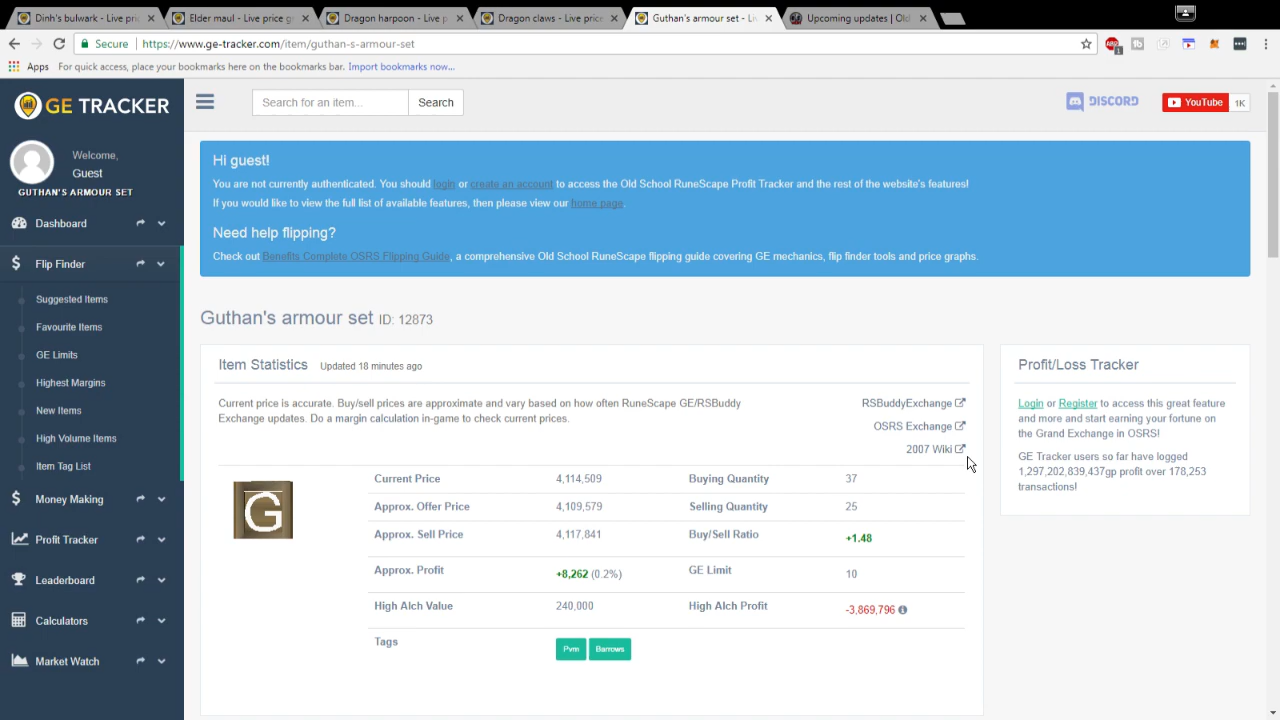 Dinh's bulwark - Live pri
Elder maul - Live price g
Dragon harpoon - Live p
Dragon claws - Live price
Guthan's armour set - Liv
Upcoming updates | Old
Secure
https://www.ge-tracker.com/item/guthan-s-armour-set
Apps
For quick access, place your bookmarks here on the bookmarks bar. Import bookmarks now...
GE TRACKER
Search for an item...
Search
DISCORD
YouTube
1K
Welcome,
Guest
GUTHAN'S ARMOUR SET
Dashboard
Flip Finder
Suggested Items
Favourite Items
GE Limits
Highest Margins
New Items
High Volume Items
Item Tag List
Money Making
Profit Tracker
Leaderboard
Calculators
Market Watch
Hi guest!
You are not currently authenticated. You should login or create an account to access the Old School RuneScape Profit Tracker and the rest of the website's features!
If you would like to view the full list of available features, then please view our home page.
Need help flipping?
Check out Benefits Complete OSRS Flipping Guide, a comprehensive Old School RuneScape flipping guide covering GE mechanics, flip finder tools and price graphs.
Guthan's armour set ID: 12873
Item Statistics Updated 18 minutes ago
Current price is accurate. Buy/sell prices are approximate and vary based on how often RuneScape GE/RSBuddy
Exchange updates. Do a margin calculation in-game to check current prices.
RSBuddyExchange
OSRS Exchange
2007 Wiki
G
Current Price 4,114,509 Buying Quantity 37
Approx. Offer Price 4,109,579 Selling Quantity 25
Approx. Sell Price 4,117,841 Buy/Sell Ratio +1.48
Approx. Profit +8,262 (0.2%) GE Limit 10
High Alch Value 240,000 High Alch Profit -3,869,796
Tags Pvm Barrows
Profit/Loss Tracker
Login or Register to access this great feature
and more and start earning your fortune on
the Grand Exchange in OSRS!
GE Tracker users so far have logged
1,297,202,839,437gp profit over 178,253
transactions!